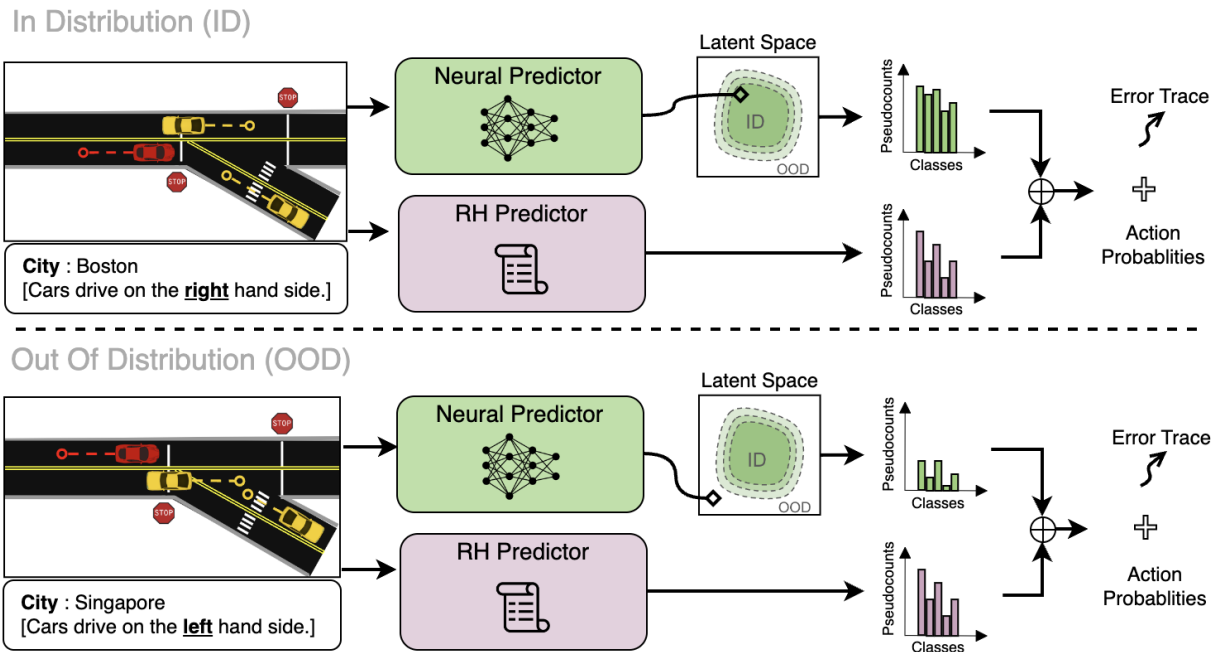 In Distribution (ID)
Latent Space
Neural Predictor
ID
OOD
Pseudocounts
Classes
Error Trace
STOP
STOP
RH Predictor
Pseudocounts
Classes
Action
Probablities
City : Boston
[Cars drive on the right hand side.]
Out Of Distribution (OOD)
Latent Space
Neural Predictor
ID
OOD
Pseudocounts
Classes
Error Trace
STOP
STOP
RH Predictor
Pseudocounts
Classes
Action
Probablities
City : Singapore
[Cars drive on the left hand side.]